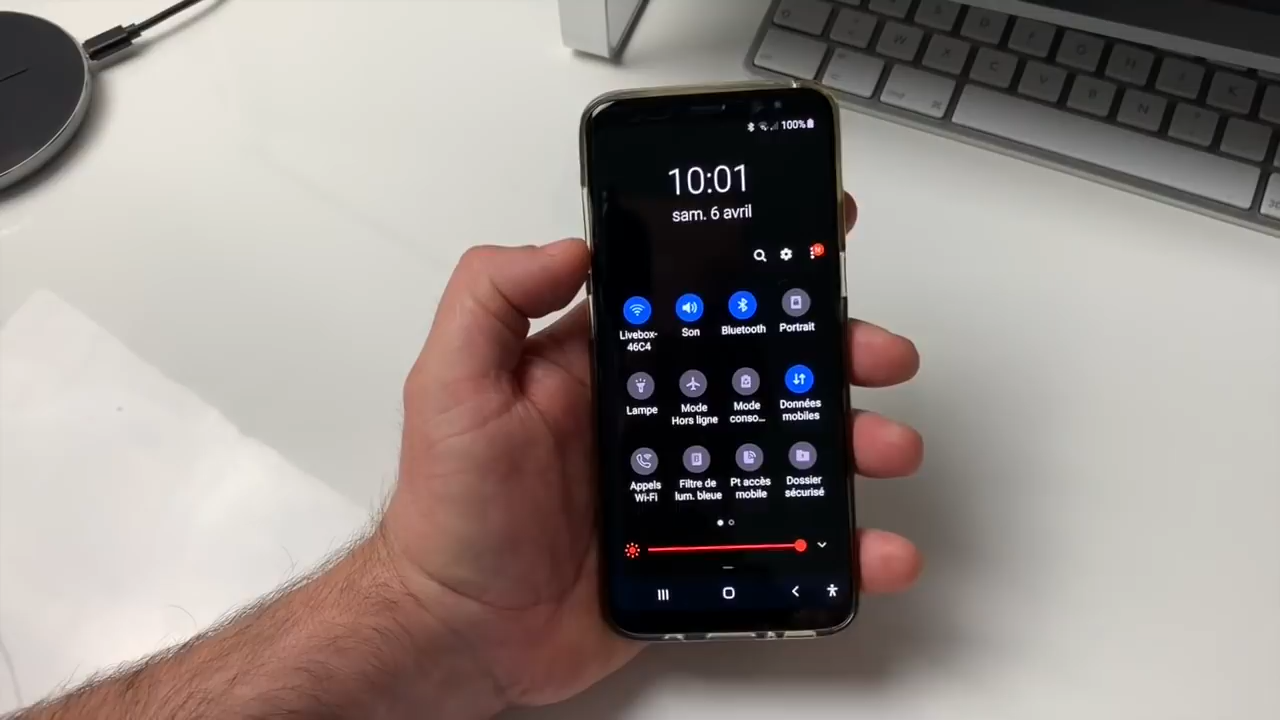 100%
10:01
sam. 6 avril
N
Livebox-
46C4
Son
Bluetooth
Portrait
Lampe
Mode
Hors ligne
Mode
conso...
Données
mobiles
Appels
Wi-Fi
Filtre de
lum. bleue
Pt accès
mobile
Dossier
sécurisé
W
X
C
V
B
N